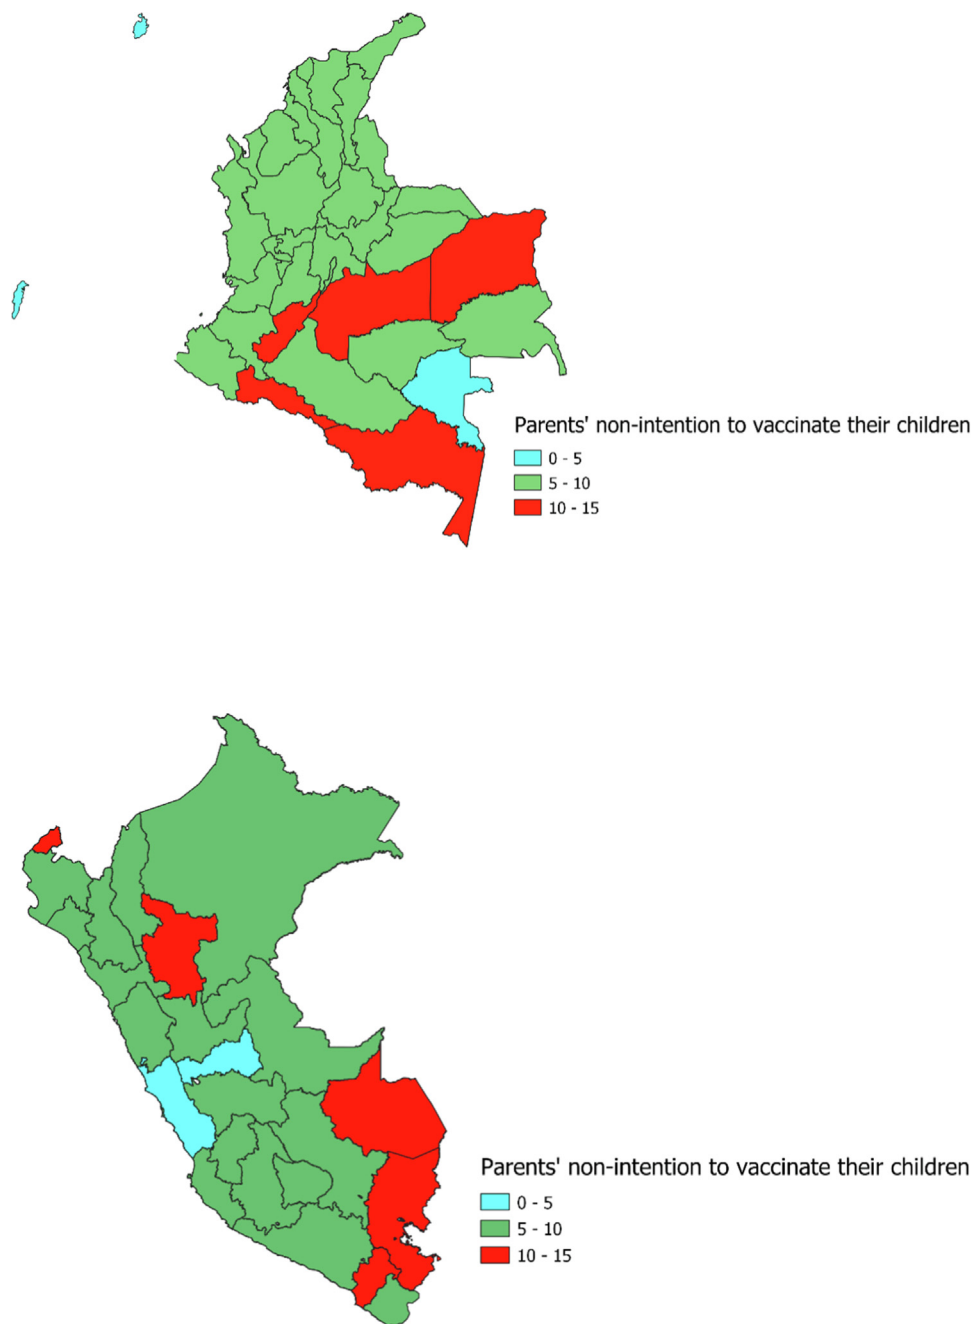 Parents' non-intention to vaccinate their children
0 - 5
5 - 10
10 - 15
Parents' non-intention to vaccinate their children
0 - 5
5 - 10
10 - 15